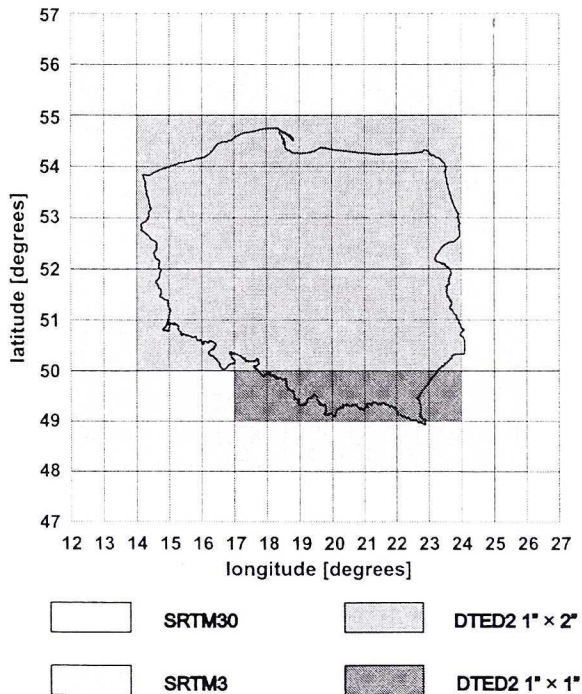 57
56
55
54
53
52
51
50
49
48
47
latitude [degrees]
12 13 14 15 16 17 18 19 20 21 22 23 24 25 26 27
longitude [degrees]
SRTM30 DTED2 1" × 2"
SRTM3 DTED2 1" × 1"